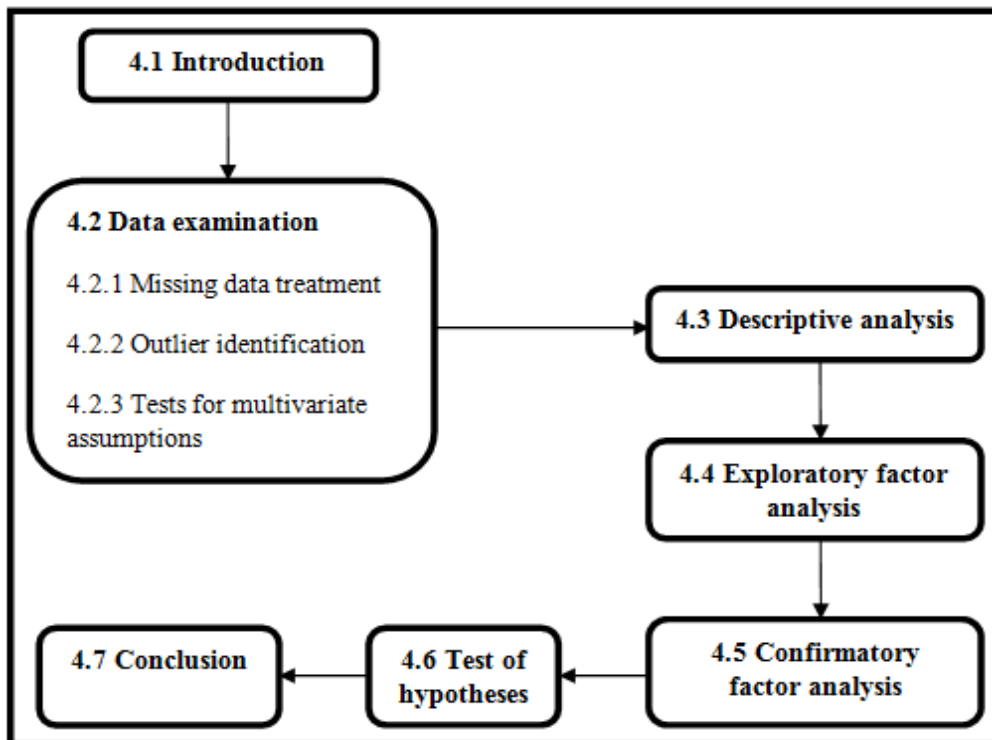 4.1 Introduction
4.2 Data examination
4.2.1 Missing data treatment
4.2.2 Outlier identification
4.2.3 Tests for multivariate
assumptions
4.3 Descriptive analysis
4.4 Exploratory factor
analysis
4.5 Confirmatory
factor analysis
4.6 Test of
hypotheses
4.7 Conclusion